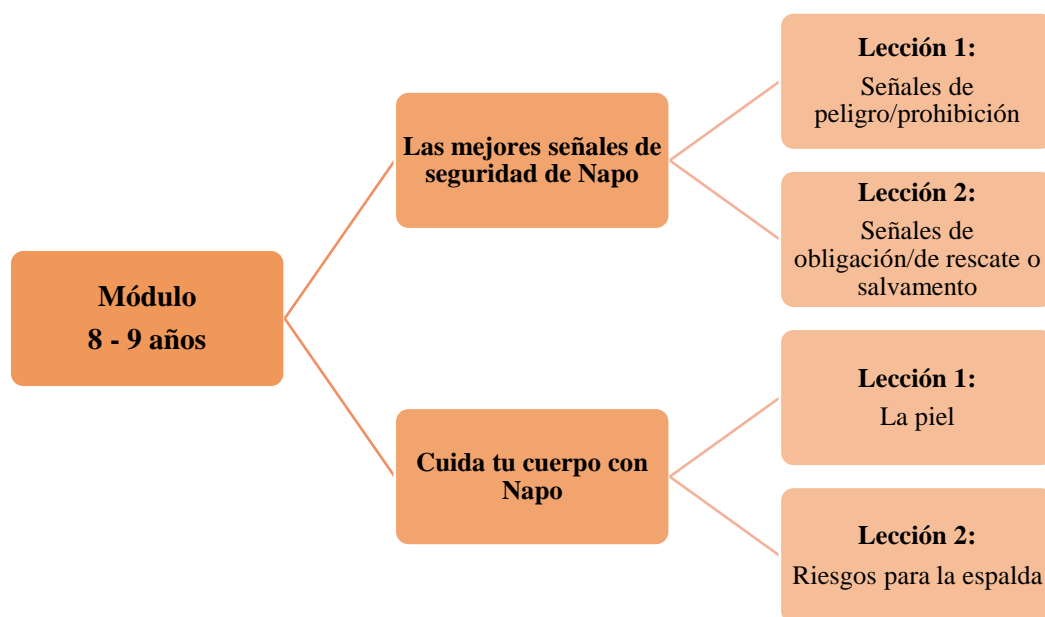 Módulo
8 - 9 años
Las mejores señales de
seguridad de Napo
Lección 1:
Señales de
peligro/prohibición
Lección 2:
Señales de
obligación/de rescate o
salvamento
Cuida tu cuerpo con
Napo
Lección 1:
La piel
Lección 2:
Riesgos para la espalda